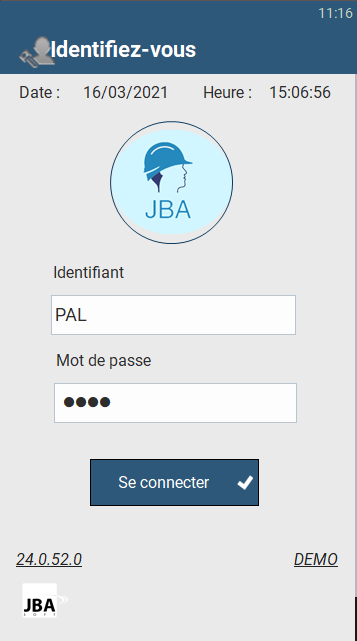 11:16
Identifiez-vous
Date : 16/03/2021 Heure : 15:06:56
JBA
Identifiant
PAL
Mot de passe
●●●●
Se connecter
24.0.52.0 DEMO
JBA
SOFT